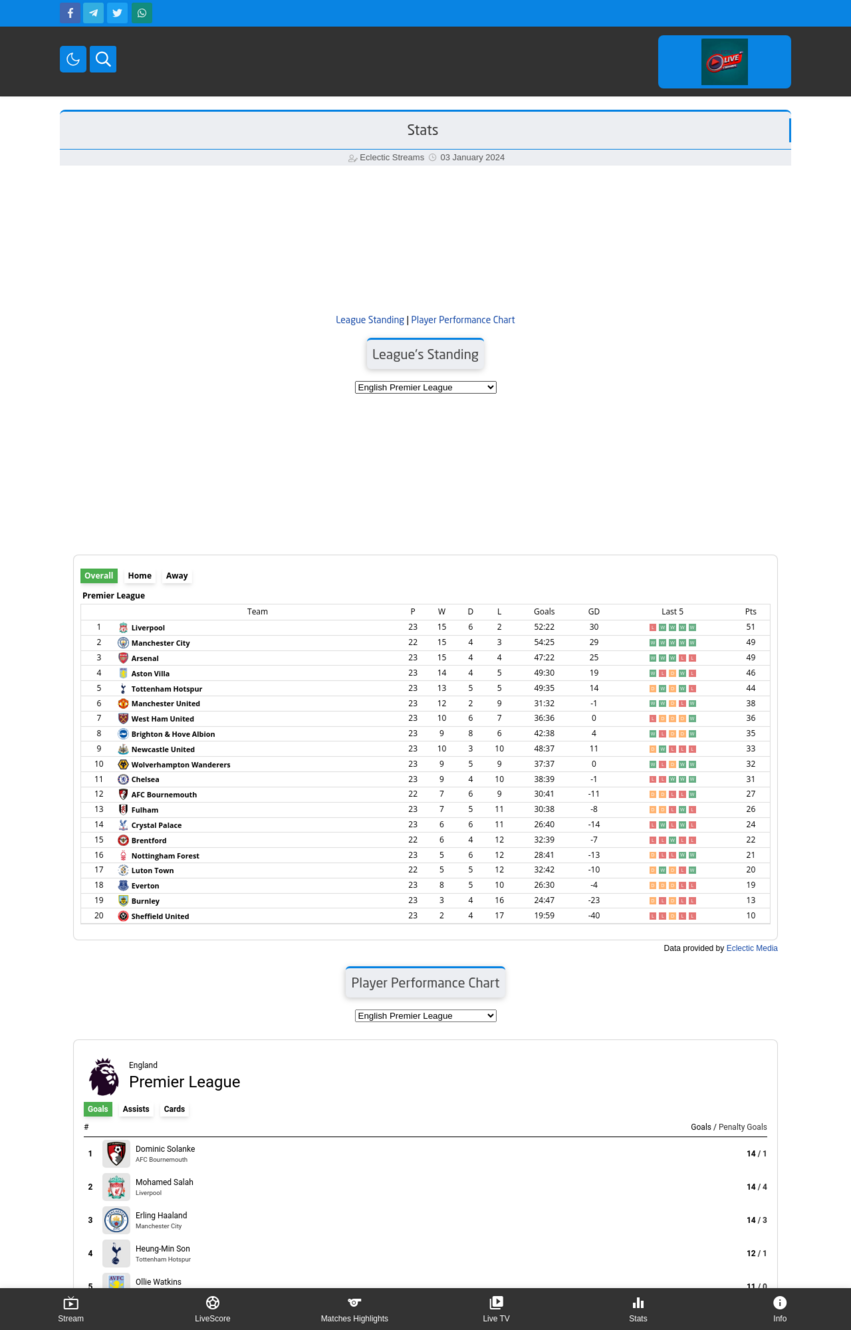 LIVE
Stats
Eclectic Streams 03 January 2024
League Standing | Player Performance Chart
League's Standing
English Premier League
Overall Home Away
Premier League
Team P W D L Goals GD Last 5 Pts
1 Liverpool 23 15 6 2 52:22 30 L W W W W 51
2 Manchester City 22 15 4 3 54:25 29 W W W W W 49
3 Arsenal 23 15 4 4 47:22 25 W W W L L 49
4 Aston Villa 23 14 4 5 49:30 19 W L D W L 46
5 Tottenham Hotspur 23 13 5 5 49:35 14 D W D W L 44
6 Manchester United 23 12 2 9 31:32 -1 W W D L W 38
7 West Ham United 23 10 6 7 36:36 0 L D D D W 36
8 Brighton & Hove Albion 23 9 8 6 42:38 4 W L D D W 35
9 Newcastle United 23 10 3 10 48:37 11 D W L L L 33
10 Wolverhampton Wanderers 23 9 5 9 37:37 0 W L D W W 32
11 Chelsea 23 9 4 10 38:39 -1 L L W W W 31
12 AFC Bournemouth 22 7 6 9 30:41 -11 D D L L W 27
13 Fulham 23 7 5 11 30:38 -8 D D L D L 26
14 Crystal Palace 23 6 6 11 26:40 -14 L W L W L 24
15 Brentford 22 6 4 12 32:39 -7 L L W L L 22
16 Nottingham Forest 23 5 6 12 28:41 -13 D L L W W 21
17 Luton Town 22 5 5 12 32:42 -10 D W D L W 20
18 Everton 23 8 5 10 26:30 -4 D D D L L 19
19 Burnley 23 3 4 16 24:47 -23 D L D L L 13
20 Sheffield United 23 2 4 17 19:59 -40 L L D L L 10
Data provided by Eclectic Media
Player Performance Chart
English Premier League
England
Premier League
Goals Assists Cards
# Goals / Penalty Goals
1 Dominic Solanke 14 / 1
AFC Bournemouth
2 Mohamed Salah 14 / 4
Liverpool
3 Erling Haaland 14 / 3
Manchester City
4 Heung-Min Son 12 / 1
Tottenham Hotspur
5 Ollie Watkins 11 / 0
Stream LiveScore Matches Highlights Live TV Stats Info